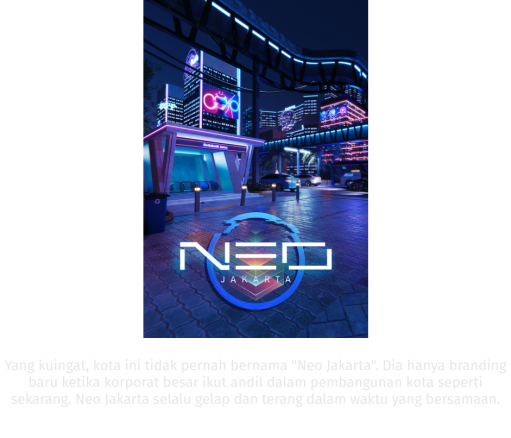 NEO
JAKARTA
Yang kuingat, kota ini tidak pernah bernama "Neo Jakarta". Dia hanya branding
baru ketika korporat besar ikut andil dalam pembangunan kota seperti
sekarang. Neo Jakarta selalu gelap dan terang dalam waktu yang bersamaan.